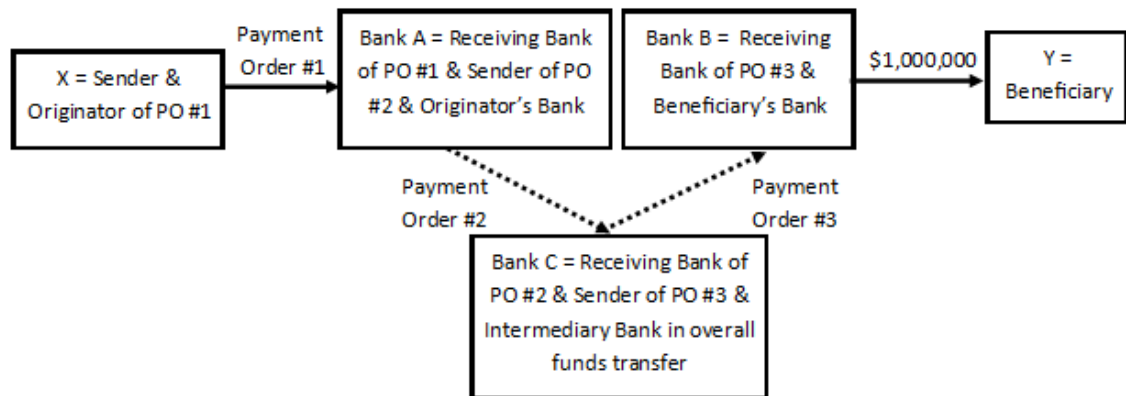 X = Sender &
Originator of PO #1
Payment
Order #1
Bank A = Receiving Bank
of PO #1 & Sender of PO
#2 & Originator's Bank
Bank B =  Receiving
Bank of PO #3 &
Beneficiary's Bank
$1,000,000
Y =
Beneficiary
Payment
Order #2
Payment
Order #3
Bank C = Receiving Bank of
PO #2 & Sender of PO #3 &
Intermediary Bank in overall
funds transfer